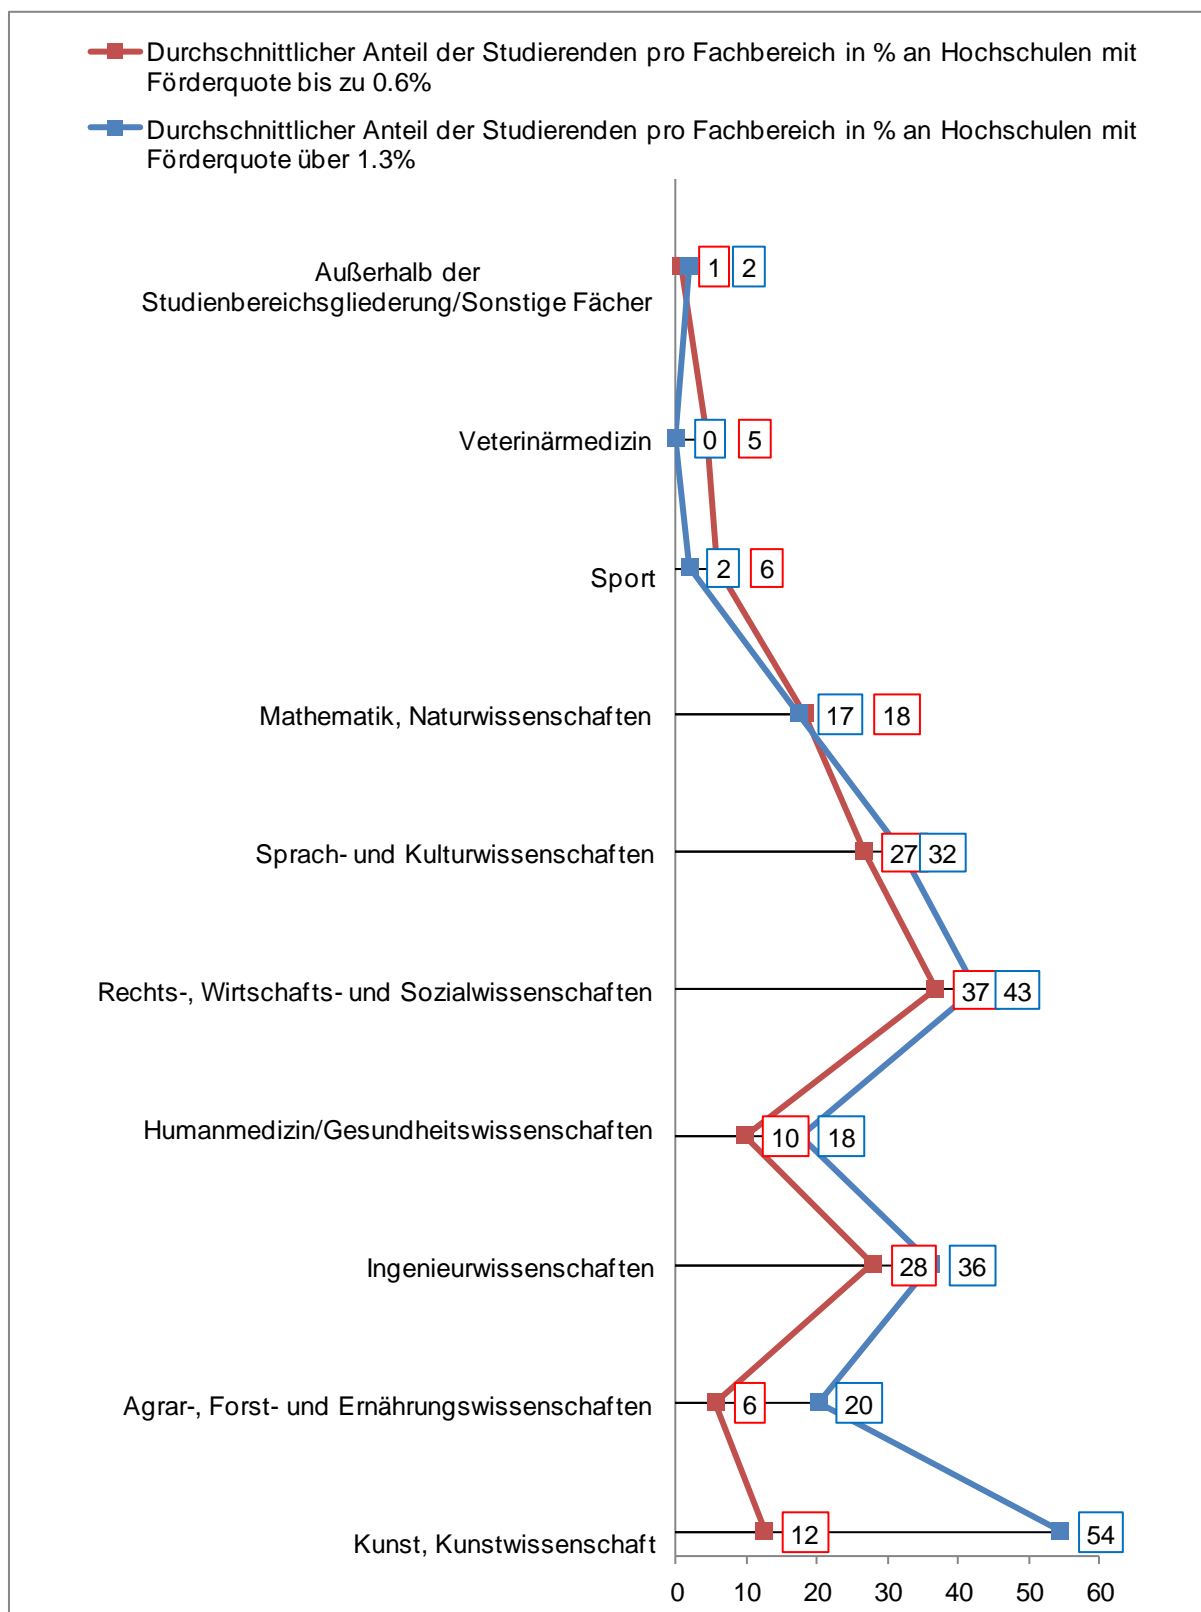 Durchschnittlicher Anteil der Studierenden pro Fachbereich in % an Hochschulen mit
Förderquote bis zu 0.6%
Durchschnittlicher Anteil der Studierenden pro Fachbereich in % an Hochschulen mit
Förderquote über 1.3%
Außerhalb der
Studienbereichsgliederung/Sonstige Fächer
1 2
Veterinärmedizin
0 5
Sport
2 6
Mathematik, Naturwissenschaften
17 18
Sprach- und Kulturwissenschaften
27 32
Rechts-, Wirtschafts- und Sozialwissenschaften
37 43
Humanmedizin/Gesundheitswissenschaften
10 18
Ingenieurwissenschaften
28 36
Agrar-, Forst- und Ernährungswissenschaften
6 20
Kunst, Kunstwissenschaft
12 54
0 10 20 30 40 50 60